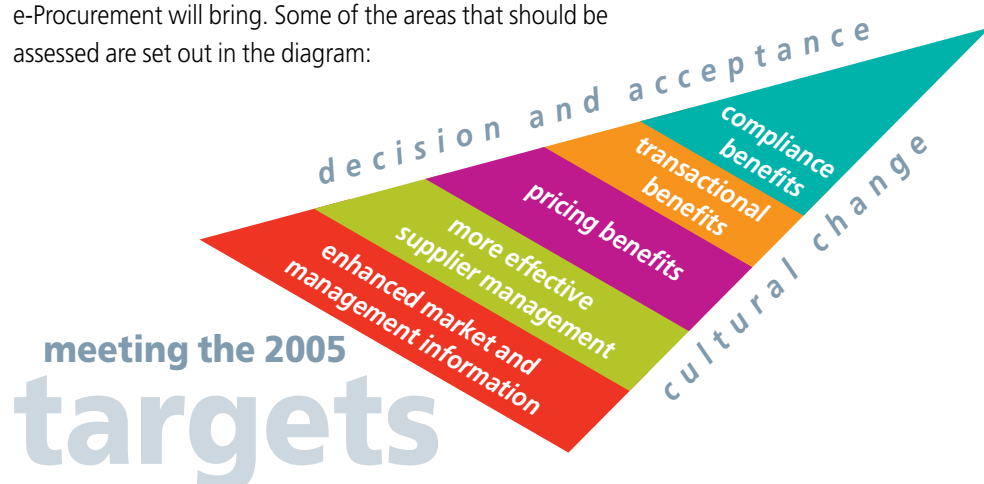 e-Procurement will bring. Some of the areas that should be
assessed are set out in the diagram:
decision and acceptance
compliance
benefits
transactional
benefits
pricing benefits
more effective
supplier management
enhanced market and
management information
cultural change
meeting the 2005
targets